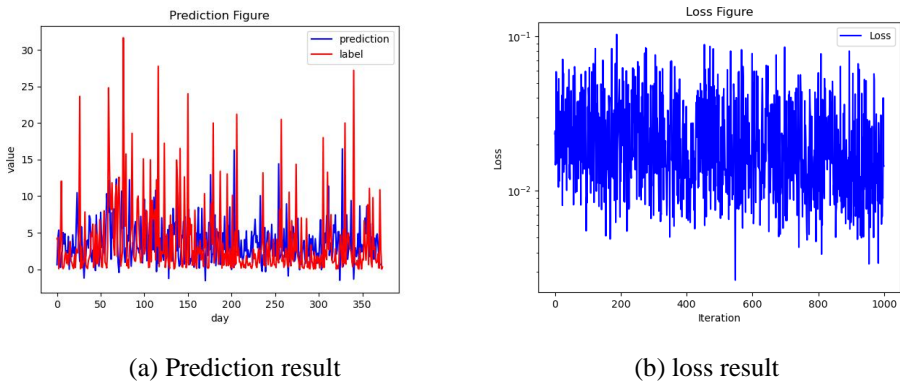 Prediction Figure
prediction
label
30
25
20
15
10
5
0
value
0 50 100 150 200 250 300 350
day
(a) Prediction result
Loss Figure
Loss
10⁻¹
10⁻²
Loss
0 200 400 600 800 1000
Iteration
(b) loss result